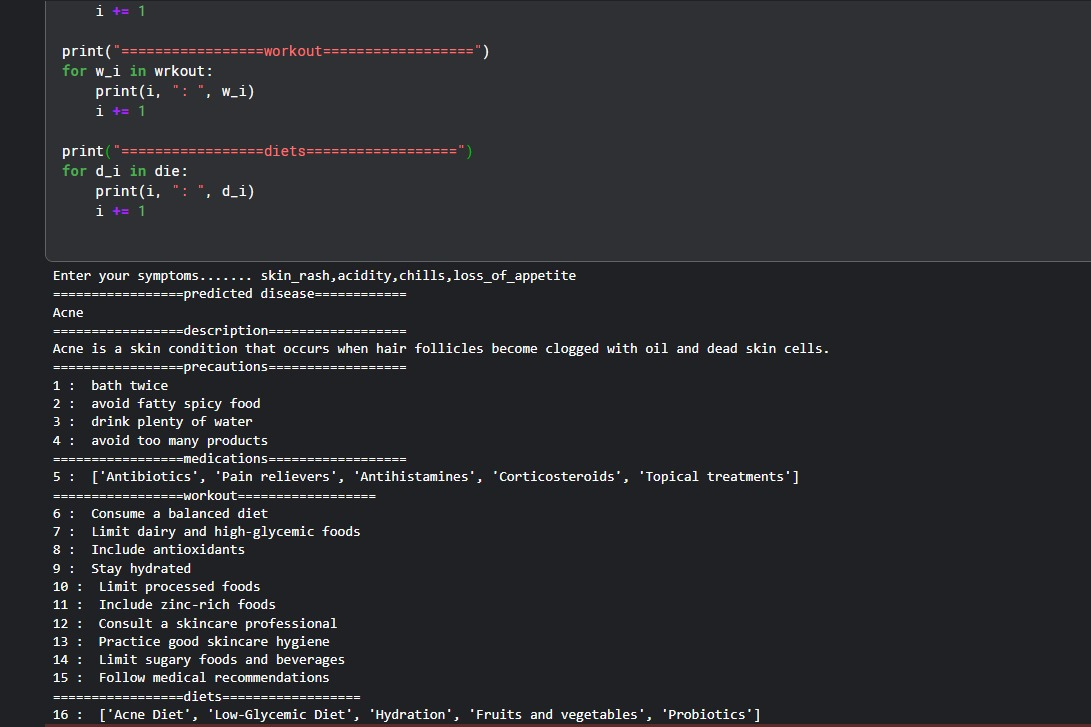 i += 1
print("=================workout==================")
for w_i in wrkout:
print(i, ": ", w_i)
i += 1
print("=================diets==================")
for d_i in die:
print(i, ": ", d_i)
i += 1
Enter your symptoms....... skin_rash,acidity,chills,loss_of_appetite
=================predicted disease============
Acne
=================description==================
Acne is a skin condition that occurs when hair follicles become clogged with oil and dead skin cells.
=================precautions==================
1 :  bath twice
2 :  avoid fatty spicy food
3 :  drink plenty of water
4 :  avoid too many products
=================medications==================
5 :  ['Antibiotics', 'Pain relievers', 'Antihistamines', 'Corticosteroids', 'Topical treatments']
=================workout==================
6 :  Consume a balanced diet
7 :  Limit dairy and high-glycemic foods
8 :  Include antioxidants
9 :  Stay hydrated
10 :  Limit processed foods
11 :  Include zinc-rich foods
12 :  Consult a skincare professional
13 :  Practice good skincare hygiene
14 :  Limit sugary foods and beverages
15 :  Follow medical recommendations
=================diets==================
16 :  ['Acne Diet', 'Low-Glycemic Diet', 'Hydration', 'Fruits and vegetables', 'Probiotics']